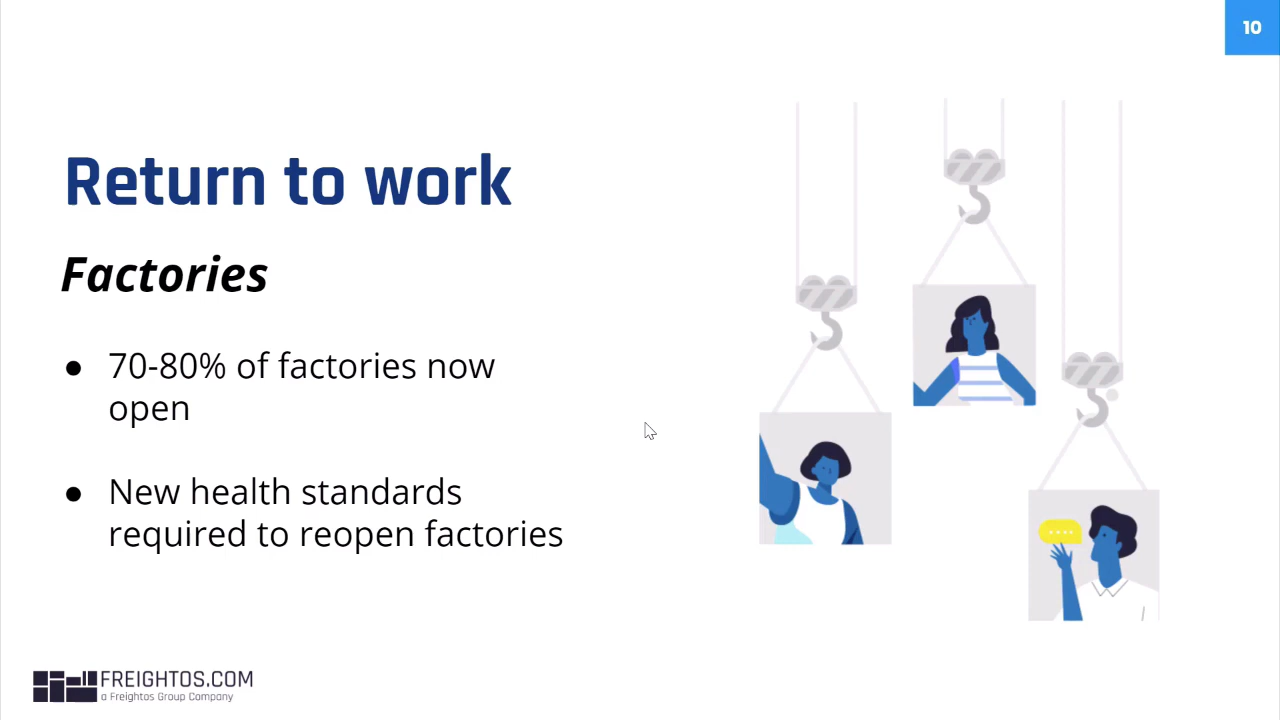 10
Return to work
Factories
● 70-80% of factories now
open
● New health standards
required to reopen factories
FREIGHTOS.COM
a Freightos Group Company